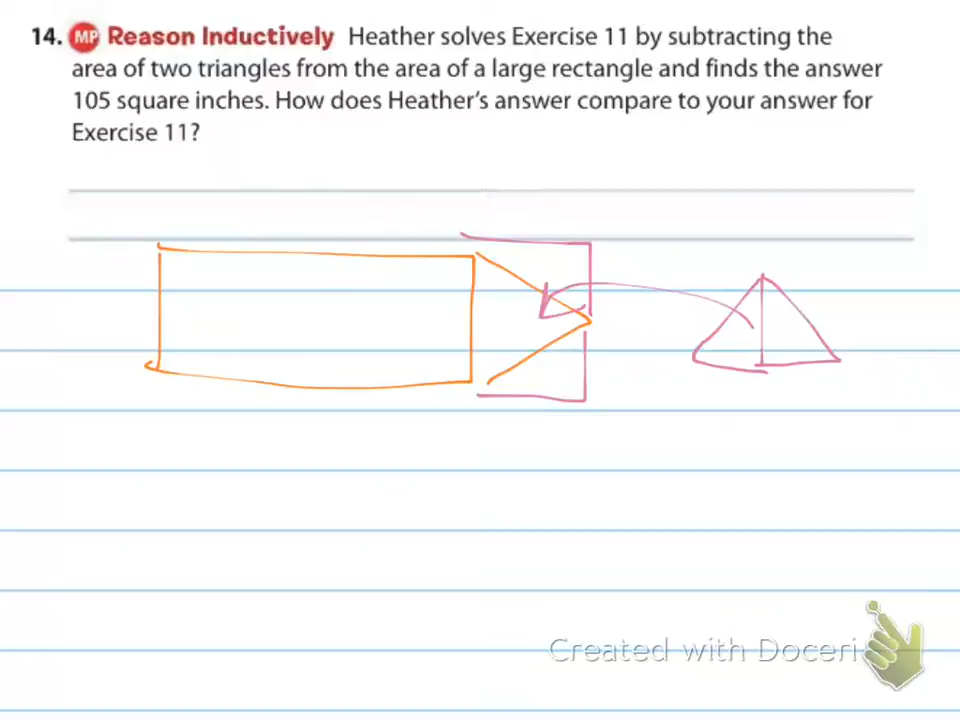 14. MP Reason Inductively Heather solves Exercise 11 by subtracting the
area of two triangles from the area of a large rectangle and finds the answer
105 square inches. How does Heather's answer compare to your answer for
Exercise 11?
Created with Doceri